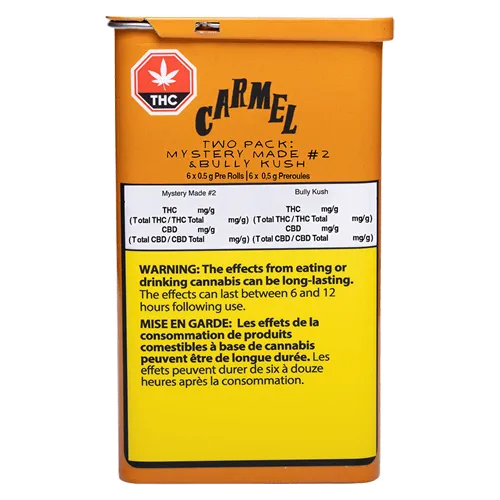 THC
CARMEL
TWO PACK:
MYSTERY MADE #2
&BULLY KUSH
6 x 0.5 g Pre Rolls | 6 x 0,5 g Preroules
Mystery Made #2 Bully Kush
THC mg/g THC mg/g
(Total THC / THC Total mg/g) (Total THC / THC Total mg/g)
CBD mg/g CBD mg/g
(Total CBD / CBD Total mg/g) (Total CBD / CBD Total mg/g)
WARNING: The effects from eating or
drinking cannabis can be long-lasting.
The effects can last between 6 and 12
hours following use.
MISE EN GARDE: Les effets de la
consommation de produits
comestibles à base de cannabis
peuvent être de longue durée. Les
effets peuvent durer de six à douze
heures après la consommation.